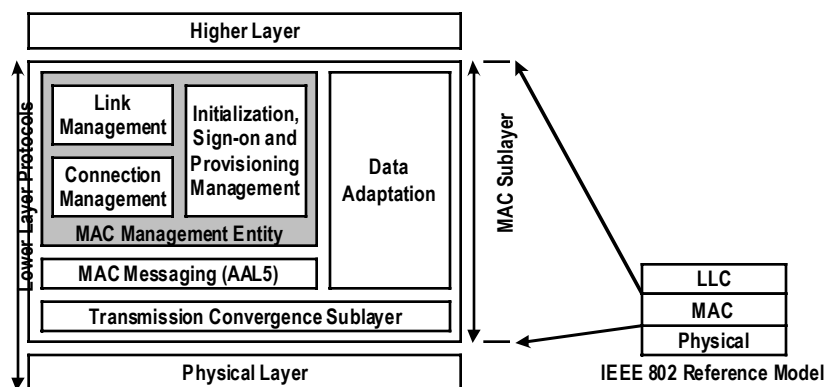 Higher Layer
Lower Layer Protocols
Link
Management
Initialization,
Sign-on and
Provisioning
Management
Connection
Management
MAC Management Entity
Data
Adaptation
MAC Messaging (AAL5)
Transmission Convergence Sublayer
Physical Layer
MAC Sublayer
LLC
MAC
Physical
IEEE 802 Reference Model